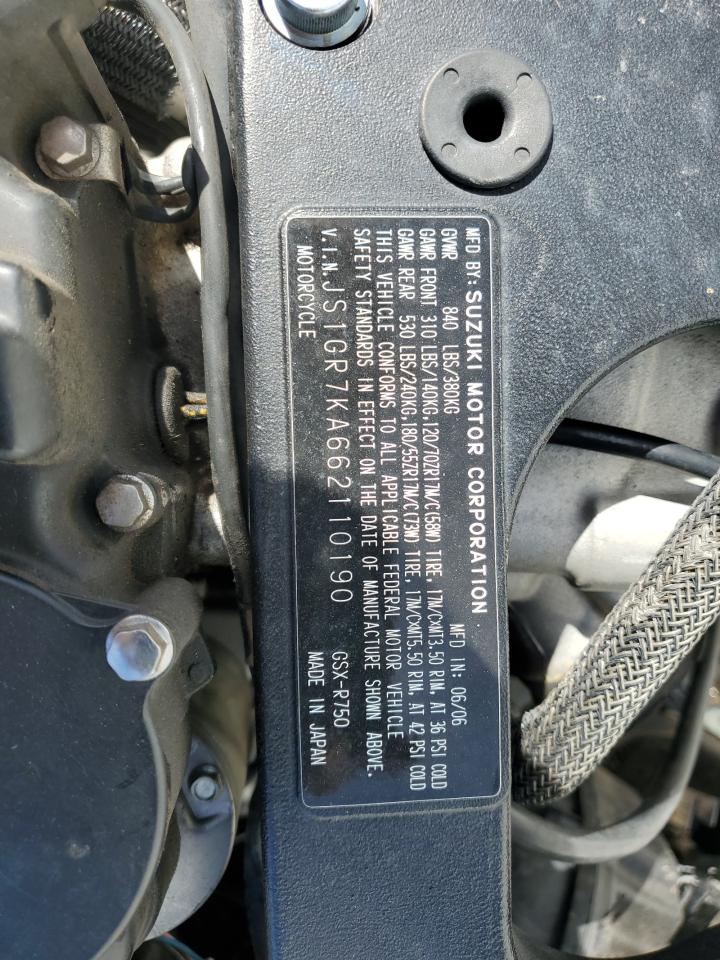 MFD BY: SUZUKI MOTOR CORPORATION MFD IN: 06/06
GVWR 840 LBS/380KG
GAWR FRONT 310 LBS/140KG,120/70ZR17M/C(58W) TIRE, 17M/CXMT3.50 RIM, AT 36 PSI COLD
GAWR REAR 530 LBS/240KG,180/55ZR17M/C(73W) TIRE, 17M/CXMT5.50 RIM, AT 42 PSI COLD
THIS VEHICLE CONFORMS TO ALL APPLICABLE FEDERAL MOTOR VEHICLE
SAFETY STANDARDS IN EFFECT ON THE DATE OF MANUFACTURE SHOWN ABOVE.
V.I.N.JS1GR7KA662110190 GSX-R750
MOTORCYCLE MADE IN JAPAN